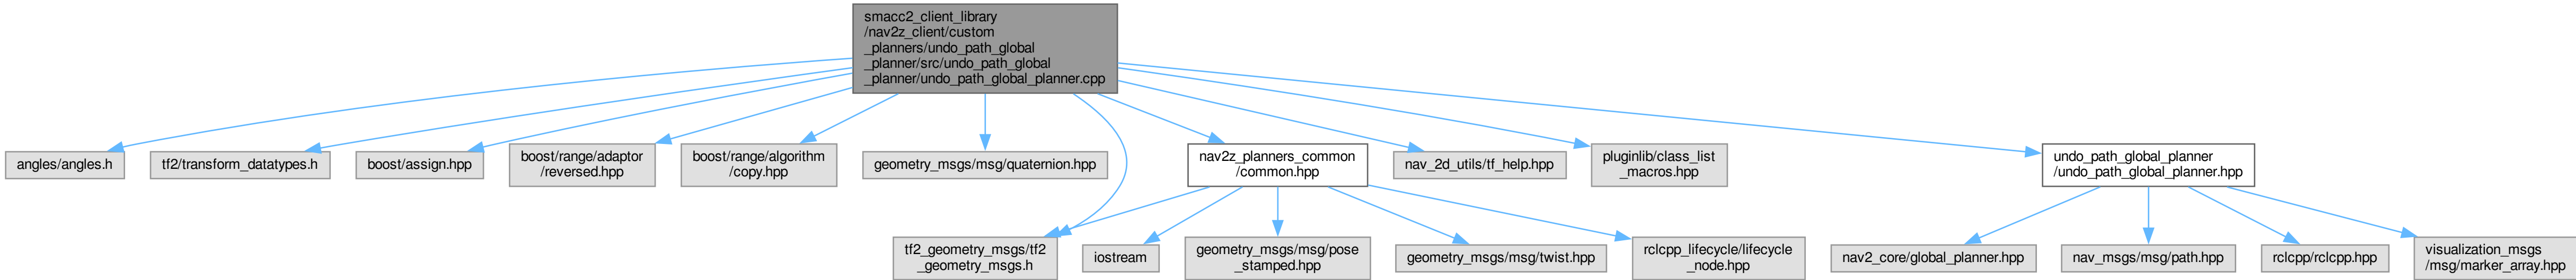 smacc2_client_library
/nav2z_client/custom
_planners/undo_path_global
_planner/src/undo_path_global
_planner/undo_path_global_planner.cpp
angles/angles.h
tf2/transform_datatypes.h
boost/assign.hpp
boost/range/adaptor
/reversed.hpp
boost/range/algorithm
/copy.hpp
geometry_msgs/msg/quaternion.hpp
nav2z_planners_common
/common.hpp
nav_2d_utils/tf_help.hpp
pluginlib/class_list
_macros.hpp
undo_path_global_planner
/undo_path_global_planner.hpp
tf2_geometry_msgs/tf2
_geometry_msgs.h
iostream
geometry_msgs/msg/pose
_stamped.hpp
geometry_msgs/msg/twist.hpp
rclcpp_lifecycle/lifecycle
_node.hpp
nav2_core/global_planner.hpp
nav_msgs/msg/path.hpp
rclcpp/rclcpp.hpp
visualization_msgs
/msg/marker_array.hpp